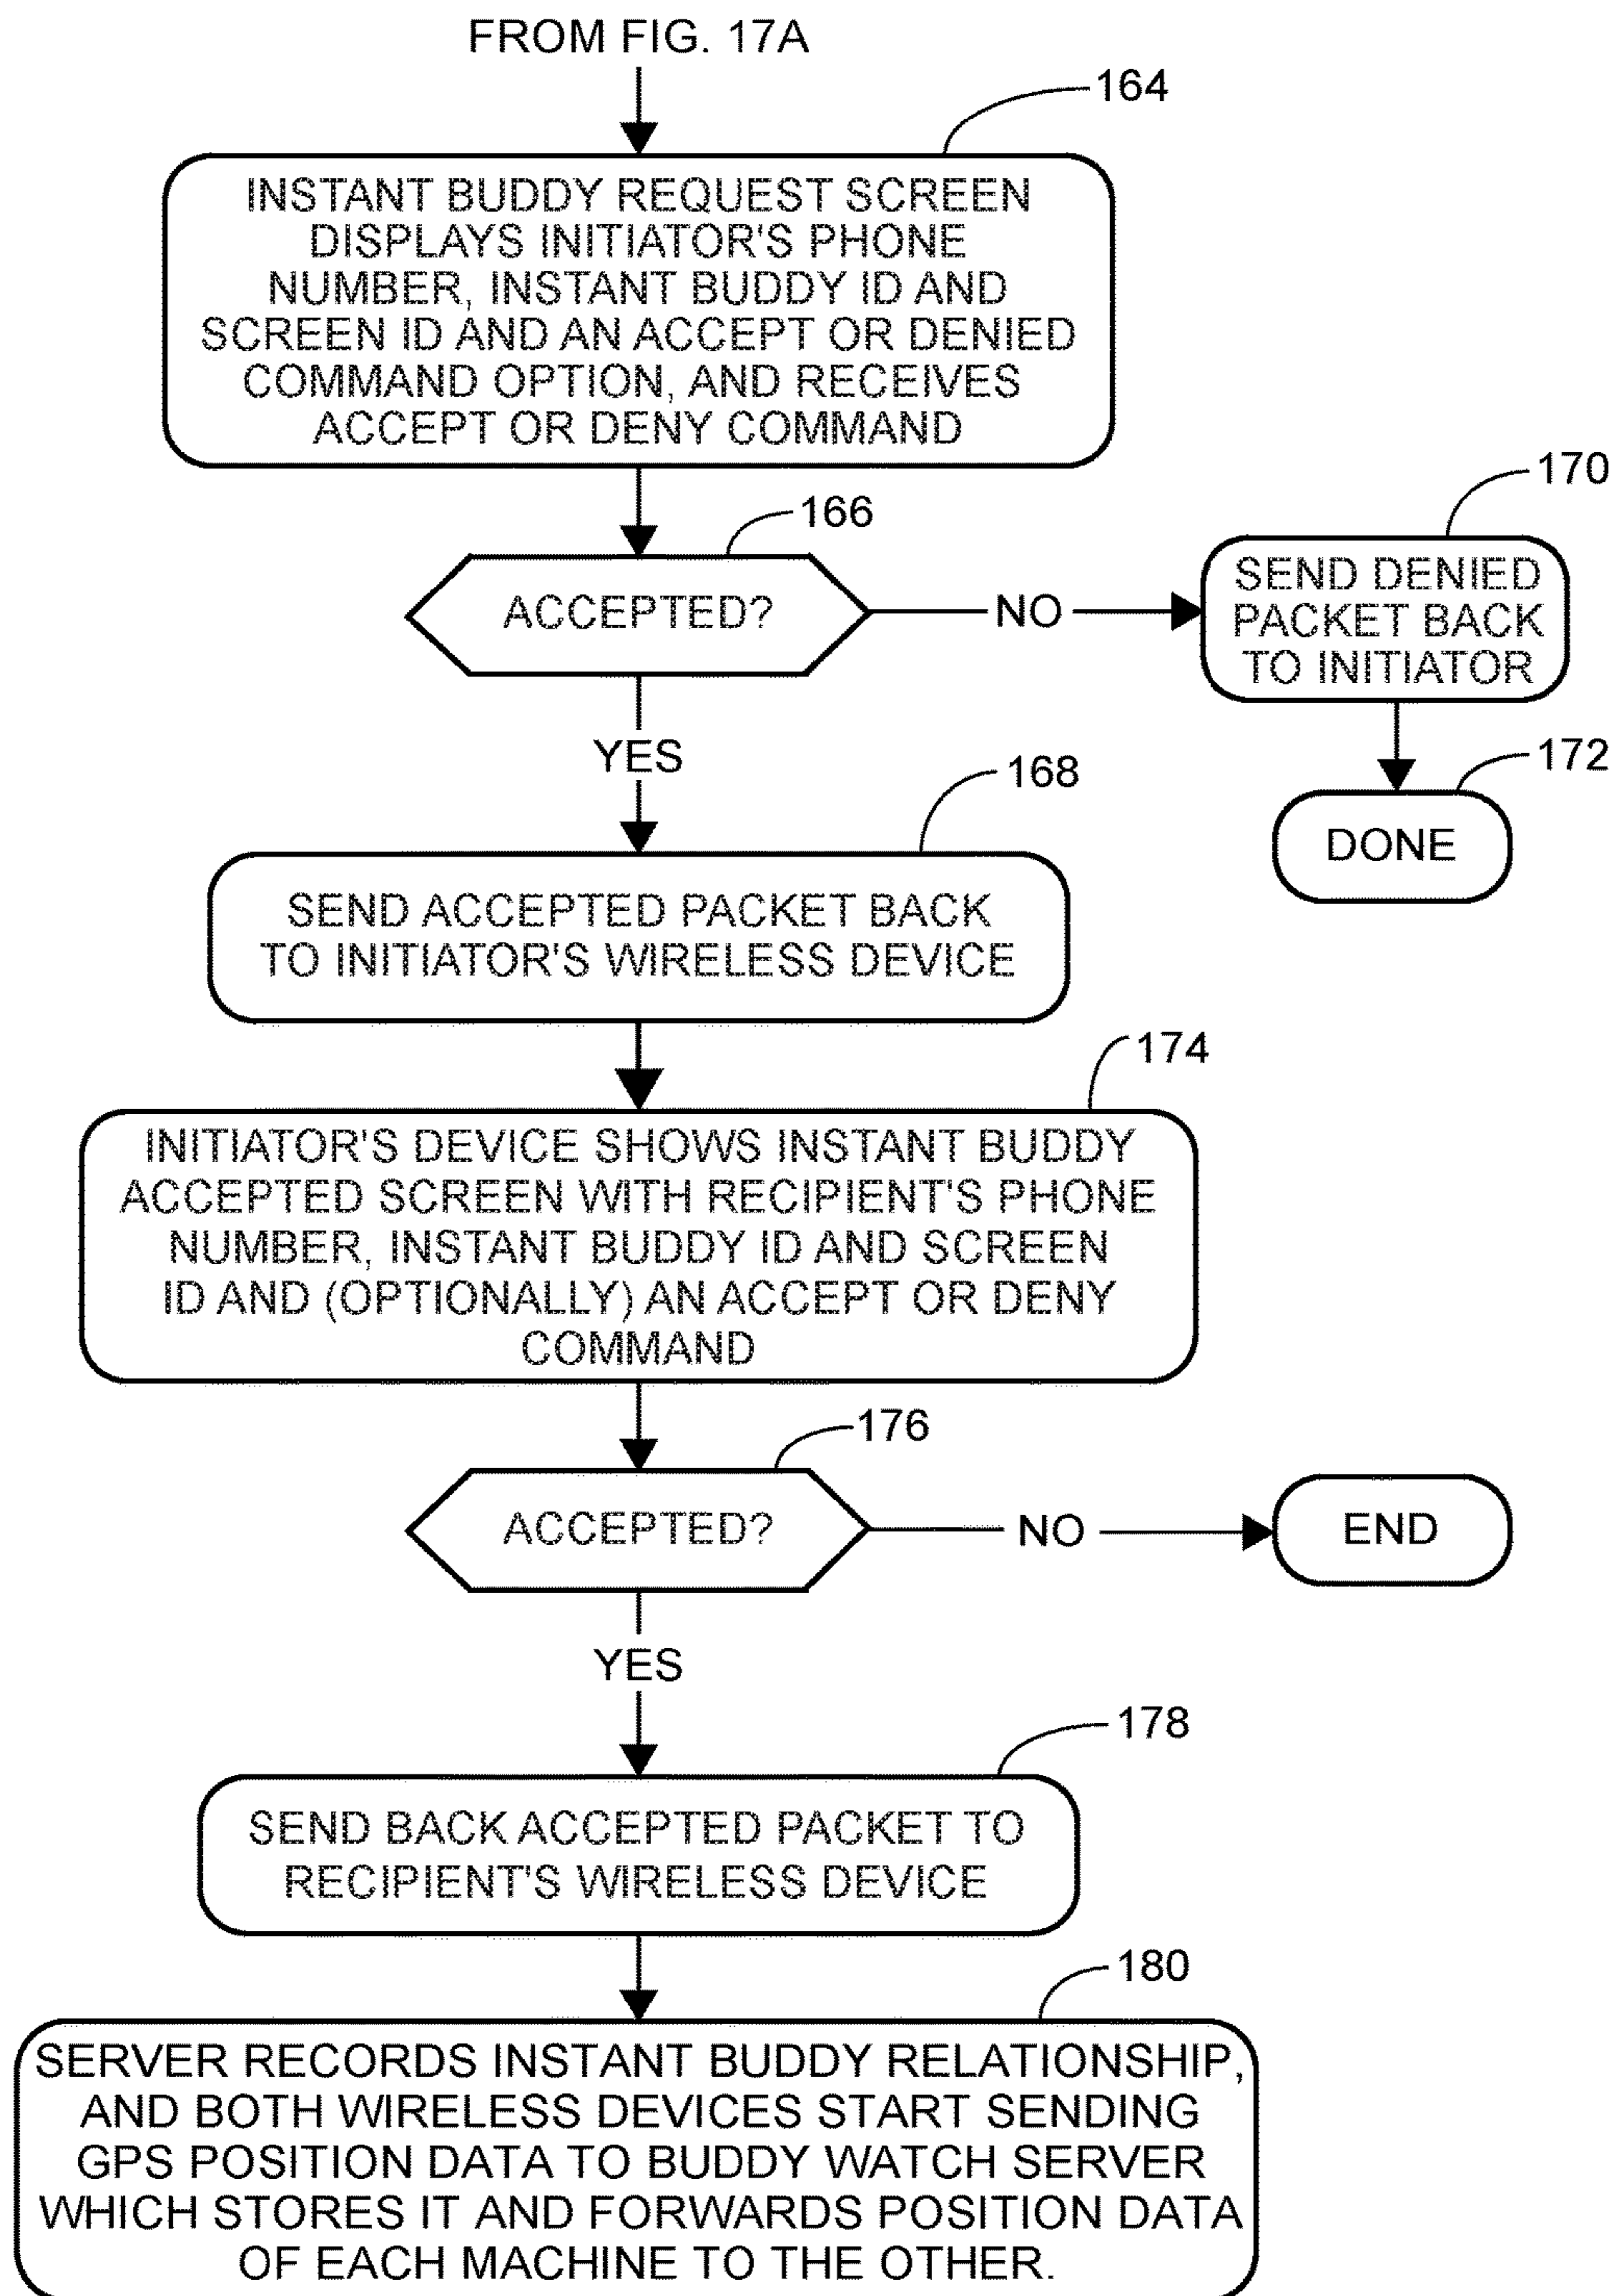 FROM FIG. 17A
164
INSTANT BUDDY REQUEST SCREEN
DISPLAYS INITIATOR'S PHONE
NUMBER, INSTANT BUDDY ID AND
SCREEN ID AND AN ACCEPT OR DENIED
COMMAND OPTION, AND RECEIVES
ACCEPT OR DENY COMMAND
166
ACCEPTED?
NO
170
SEND DENIED
PACKET BACK
TO INITIATOR
172
DONE
YES
168
SEND ACCEPTED PACKET BACK
TO INITIATOR'S WIRELESS DEVICE
174
INITIATOR'S DEVICE SHOWS INSTANT BUDDY
ACCEPTED SCREEN WITH RECIPIENT'S PHONE
NUMBER, INSTANT BUDDY ID AND SCREEN
ID AND (OPTIONALLY) AN ACCEPT OR DENY
COMMAND
176
ACCEPTED?
NO
END
YES
178
SEND BACK ACCEPTED PACKET TO
RECIPIENT'S WIRELESS DEVICE
180
SERVER RECORDS INSTANT BUDDY RELATIONSHIP,
AND BOTH WIRELESS DEVICES START SENDING
GPS POSITION DATA TO BUDDY WATCH SERVER
WHICH STORES IT AND FORWARDS POSITION DATA
OF EACH MACHINE TO THE OTHER.